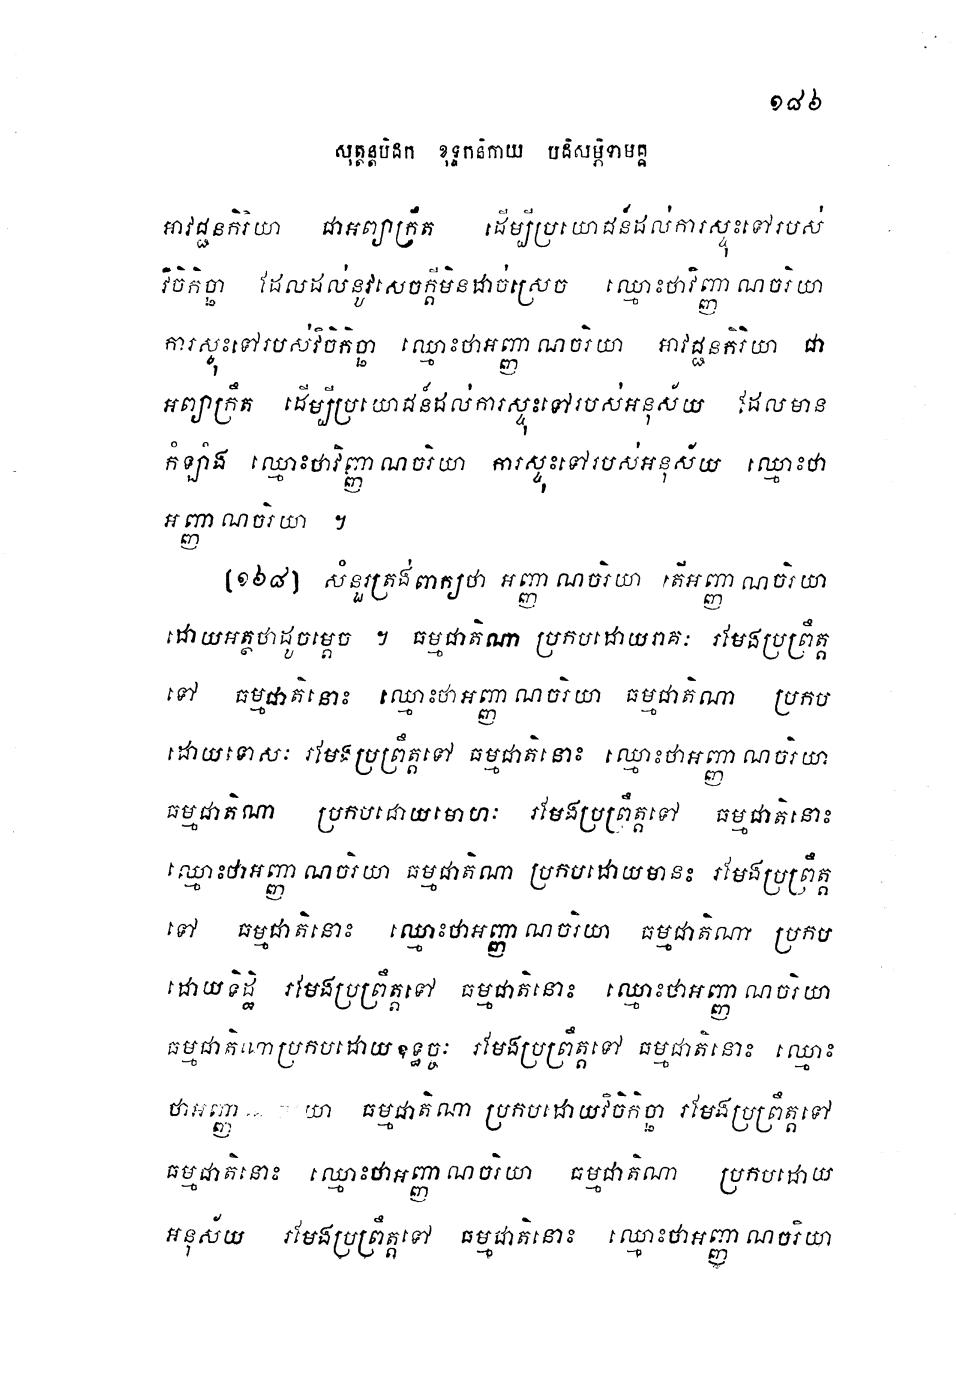 ១៨៦
សុត្តន្តបិដក ខុទ្ទកនិកាយ បដិសម្ភិទាមគ្គ
អាវជ្ជនកិរិយា ជាអព្យាក្រឹត ដើម្បីប្រយោជន៍ដល់ការស្ទុះទៅរបស់
វិចិកិច្ឆា ដែលដល់នូវសេចក្តីមិនដាច់ស្រេច ឈ្មោះថាវិញ្ញាណចរិយា
ការស្ទុះទៅរបស់វិចិកិច្ឆា ឈ្មោះថាអញ្ញាណចរិយា អាវជ្ជនកិរិយា ជា
អព្យាក្រឹត ដើម្បីប្រយោជន៍ដល់ការស្ទុះទៅរបស់អនុស័យ ដែលមាន
កំឡាំង ឈ្មោះថាវិញ្ញាណចរិយា ការស្ទុះទៅរបស់អនុស័យ ឈ្មោះថា
អញ្ញាណចរិយា ។
(១៦៨) សំនួរត្រង់ពាក្យថា អញ្ញាណចរិយា តើអញ្ញាណចរិយា
ដោយអត្ថថាដូចម្តេច ។ ធម្មជាតិណា ប្រកបដោយរាគៈ រមែងប្រព្រឹត្ត
ទៅ ធម្មជាតិនោះ ឈ្មោះថាអញ្ញាណចរិយា ធម្មជាតិណា ប្រកប
ដោយទោសៈ រមែងប្រព្រឹត្តទៅ ធម្មជាតិនោះ ឈ្មោះថាអញ្ញាណចរិយា
ធម្មជាតិណា ប្រកបដោយមោហៈ រមែងប្រព្រឹត្តទៅ ធម្មជាតិនោះ
ឈ្មោះថាអញ្ញាណចរិយា ធម្មជាតិណា ប្រកបដោយមានះ រមែងប្រព្រឹត្ត
ទៅ ធម្មជាតិនោះ ឈ្មោះថាអញ្ញាណចរិយា ធម្មជាតិណា ប្រកប
ដោយទិដ្ឋិ រមែងប្រព្រឹត្តទៅ ធម្មជាតិនោះ ឈ្មោះថាអញ្ញាណចរិយា
ធម្មជាតិណាប្រកបដោយឧទ្ធច្ចៈ រមែងប្រព្រឹត្តទៅ ធម្មជាតិនោះ ឈ្មោះ
ថាអញ្ញា យា ធម្មជាតិណា ប្រកបដោយវិចិកិច្ឆា រមែងប្រព្រឹត្តទៅ
ធម្មជាតិនោះ ឈ្មោះថាអញ្ញាណចរិយា ធម្មជាតិណា ប្រកបដោយ
អនុស័យ រមែងប្រព្រឹត្តទៅ ធម្មជាតិនោះ ឈ្មោះថាអញ្ញាណចរិយា